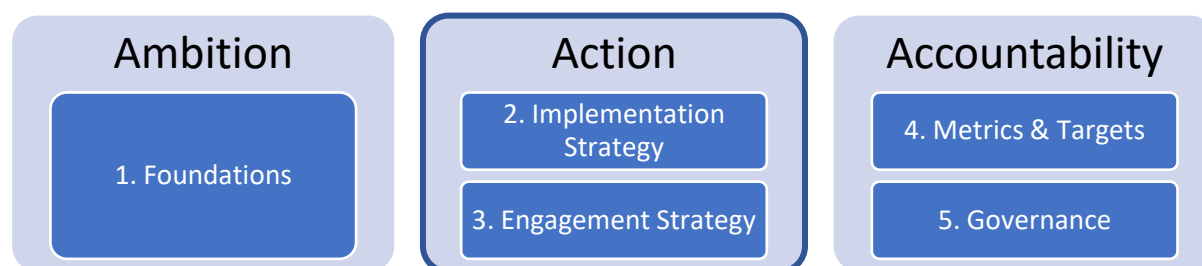 Ambition
1. Foundations
Action
2. Implementation
Strategy
3. Engagement Strategy
Accountability
4. Metrics & Targets
5. Governance